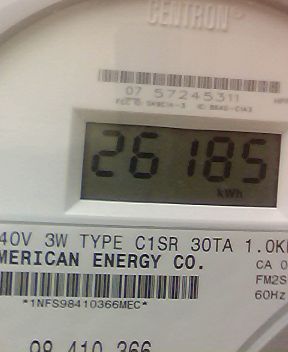 CENTRON®
07 57245311
26185
kWh
40V 3W TYPE C1SR 30TA 1.0K
MERICAN ENERGY CO.
CA 0
FM2S
60Hz
*1NFS98410366MEC*
98 410 366